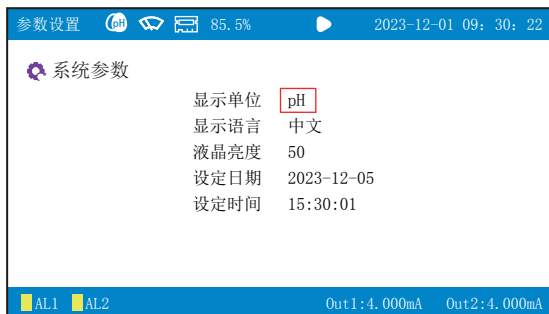 参数设置 pH 85.5% 2023-12-01 09: 30: 22
系统参数
显示单位 pH
显示语言 中文
液晶亮度 50
设定日期 2023-12-05
设定时间 15:30:01
AL1 AL2 Out1:4.000mA Out2:4.000mA